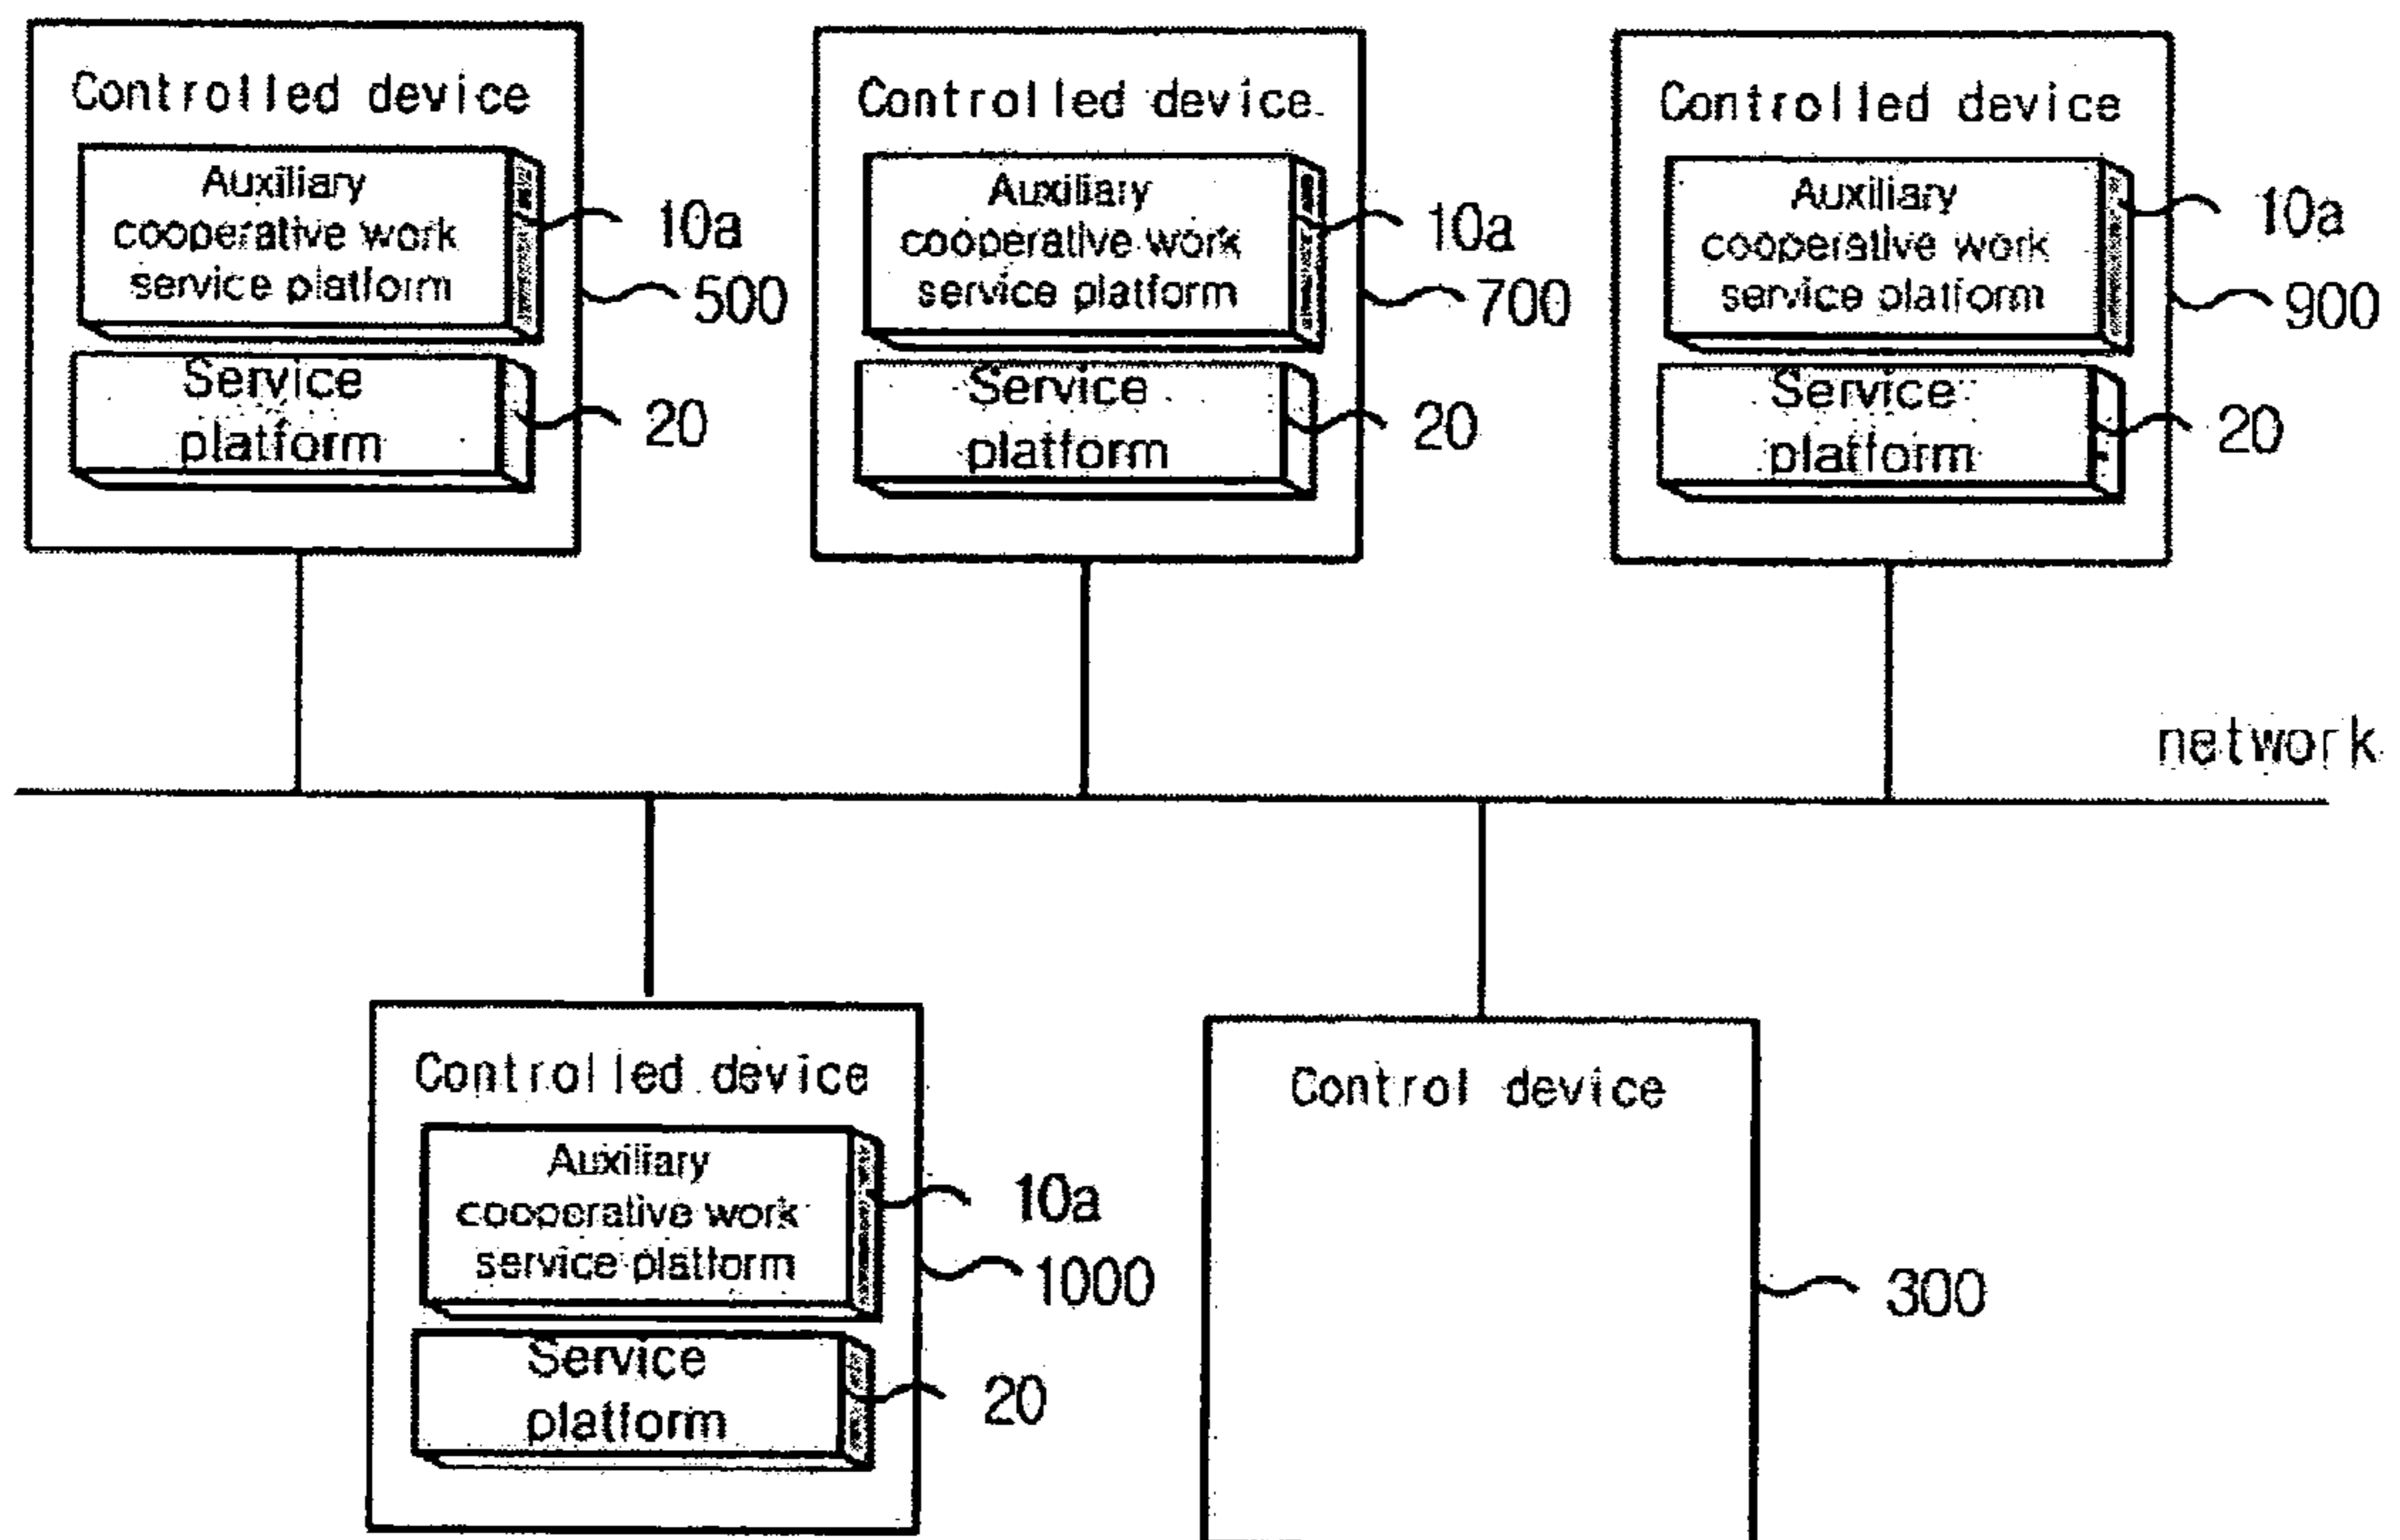 Controlled device
Auxiliary
cooperative work
service platform
10a
500
Service
platform
20
Controlled device
Auxiliary
cooperative work
service platform
10a
700
Service
platform
20
Controlled device
Auxiliary
cooperative work
service platform
10a
900
Service
platform
20
network
Controlled device
Auxiliary
cooperative work
service platform
10a
1000
Service
platform
20
Control device
300